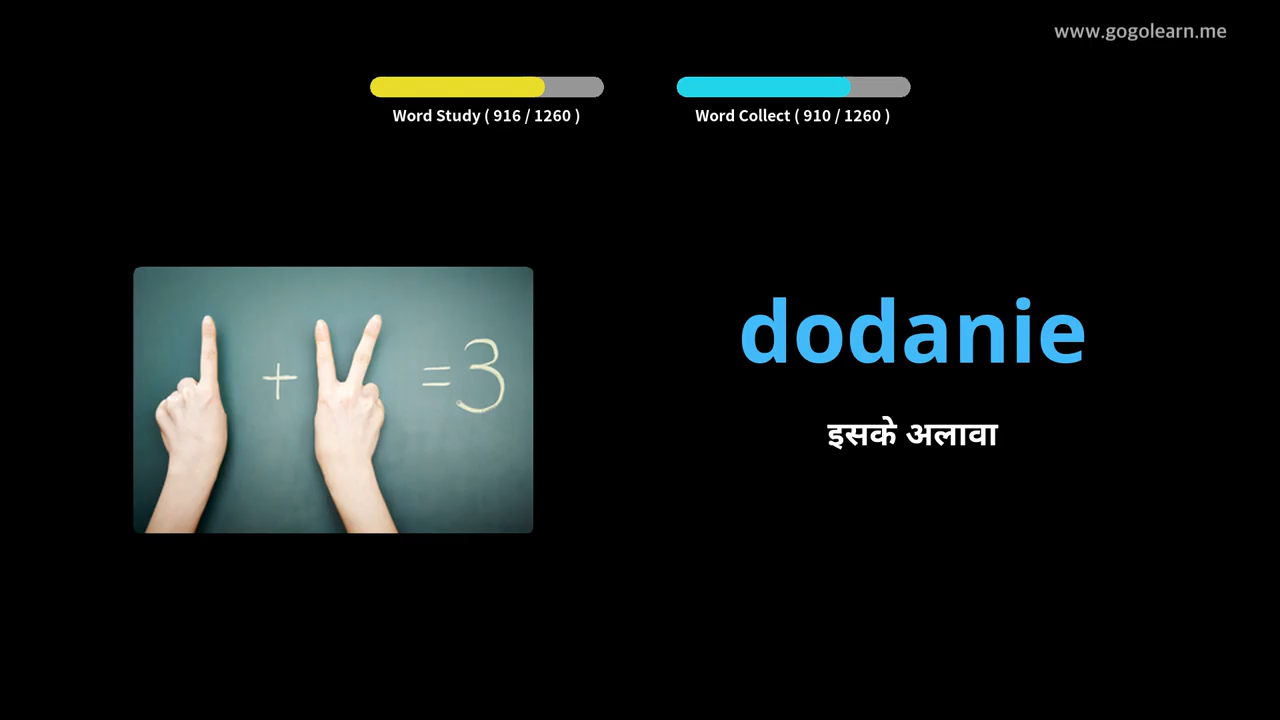 www.gogolearn.me
Word Study ( 916 / 1260 )
Word Collect ( 910 / 1260 )
+ = 3
dodanie
इसके अलावा